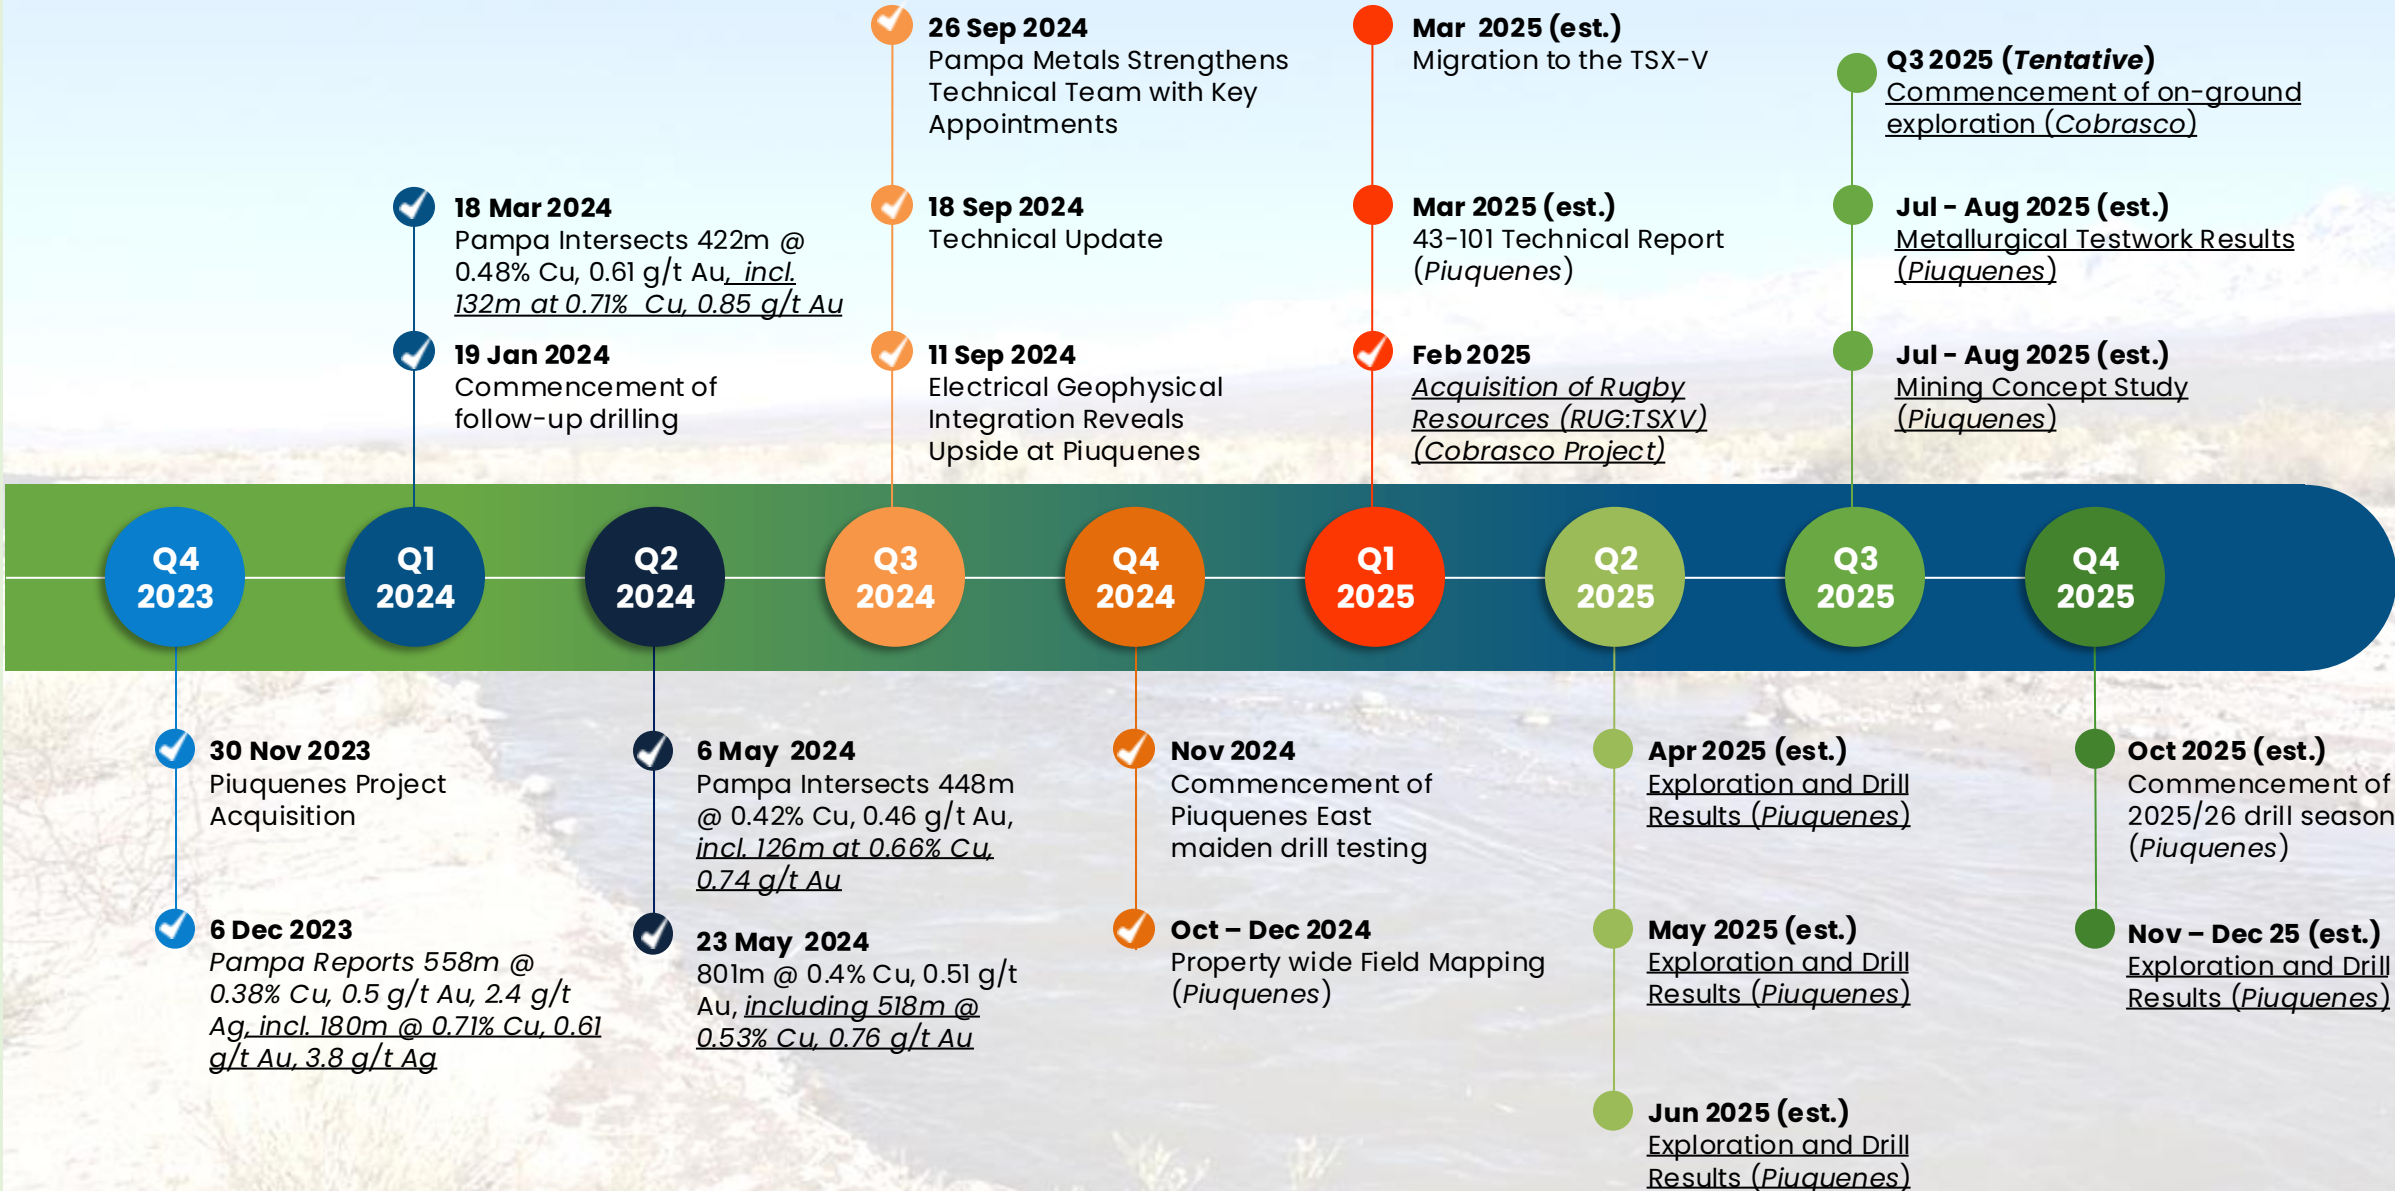 26 Sep 2024
Pampa Metals Strengthens
Technical Team with Key
Appointments
Mar 2025 (est.)
Migration to the TSX-V
Q3 2025 (Tentative)
Commencement of on-ground
exploration (Cobrasco)
18 Mar 2024
Pampa Intersects 422m @
0.48% Cu, 0.61 g/t Au, incl.
132m at 0.71% Cu, 0.85 g/t Au
18 Sep 2024
Technical Update
Mar 2025 (est.)
43-101 Technical Report
(Piuquenes)
Jul - Aug 2025 (est.)
Metallurgical Testwork Results
(Piuquenes)
19 Jan 2024
Commencement of
follow-up drilling
11 Sep 2024
Electrical Geophysical
Integration Reveals
Upside at Piuquenes
Feb 2025
Acquisition of Rugby
Resources (RUG:TSXV)
(Cobrasco Project)
Jul - Aug 2025 (est.)
Mining Concept Study
(Piuquenes)
Q4
2023
Q1
2024
Q2
2024
Q3
2024
Q4
2024
Q1
2025
Q2
2025
Q3
2025
Q4
2025
30 Nov 2023
Piuquenes Project
Acquisition
6 May 2024
Pampa Intersects 448m
@ 0.42% Cu, 0.46 g/t Au,
incl. 126m at 0.66% Cu,
0.74 g/t Au
Nov 2024
Commencement of
Piuquenes East
maiden drill testing
Apr 2025 (est.)
Exploration and Drill
Results (Piuquenes)
Oct 2025 (est.)
Commencement of
2025/26 drill season
(Piuquenes)
6 Dec 2023
Pampa Reports 558m @
0.38% Cu, 0.5 g/t Au, 2.4 g/t
Ag, incl. 180m @ 0.71% Cu, 0.61
g/t Au, 3.8 g/t Ag
23 May 2024
801m @ 0.4% Cu, 0.51 g/t
Au, including 518m @
0.53% Cu, 0.76 g/t Au
Oct – Dec 2024
Property wide Field Mapping
(Piuquenes)
May 2025 (est.)
Exploration and Drill
Results (Piuquenes)
Nov – Dec 25 (est.)
Exploration and Drill
Results (Piuquenes)
Jun 2025 (est.)
Exploration and Drill
Results (Piuquenes)